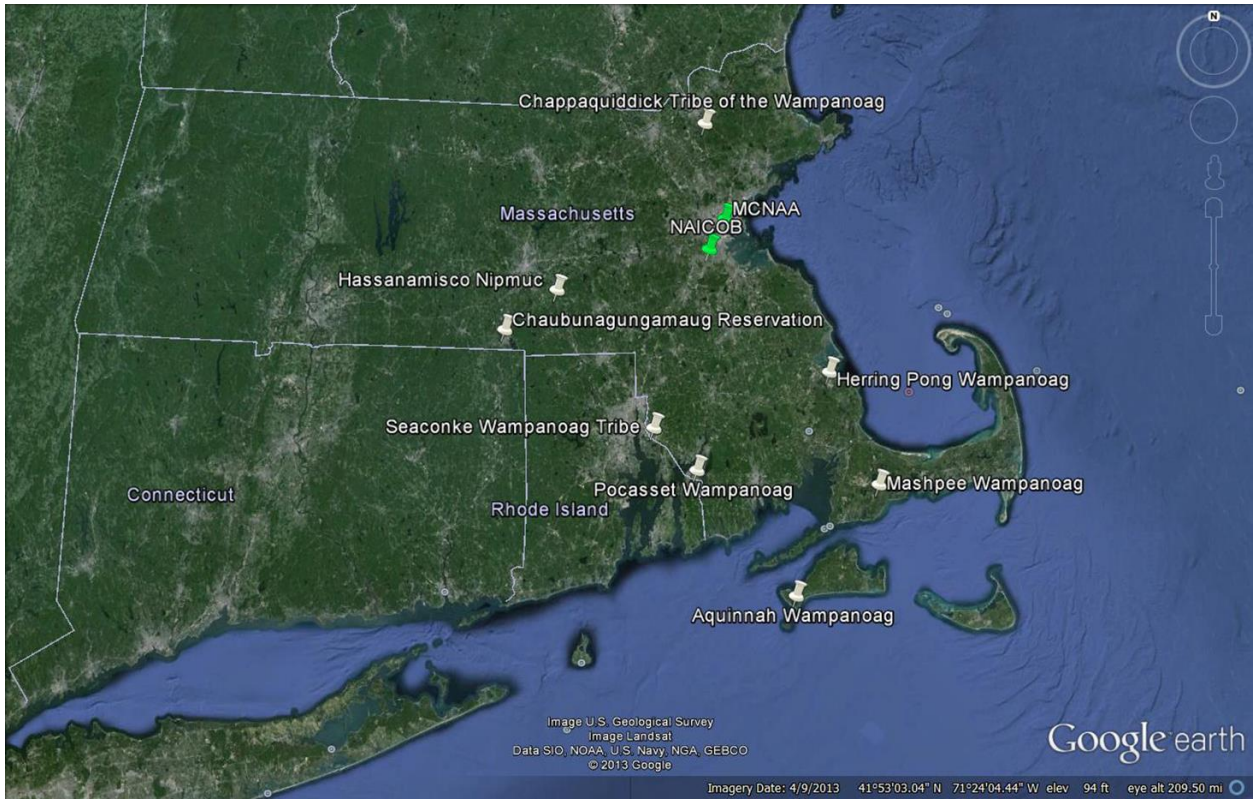 N
Chappaquiddick Tribe of the Wampanoag
Massachusetts
MCNAA
NAICOB
Hassanamisco Nipmuc
Chaubunagungamaug Reservation
Herring Pong Wampanoag
Seaconke Wampanoag Tribe
Mashpee Wampanoag
Connecticut
Pocasset Wampanoag
Rhode Island
Aquinnah Wampanoag
Image U.S. Geological Survey
Image Landsat
Data SIO, NOAA, U.S. Navy, NGA, GEBCO
© 2013 Google
Google earth
Imagery Date: 4/9/2013 41°53'03.04" N 71°24'04.44" W elev 94 ft eye alt 209.50 mi